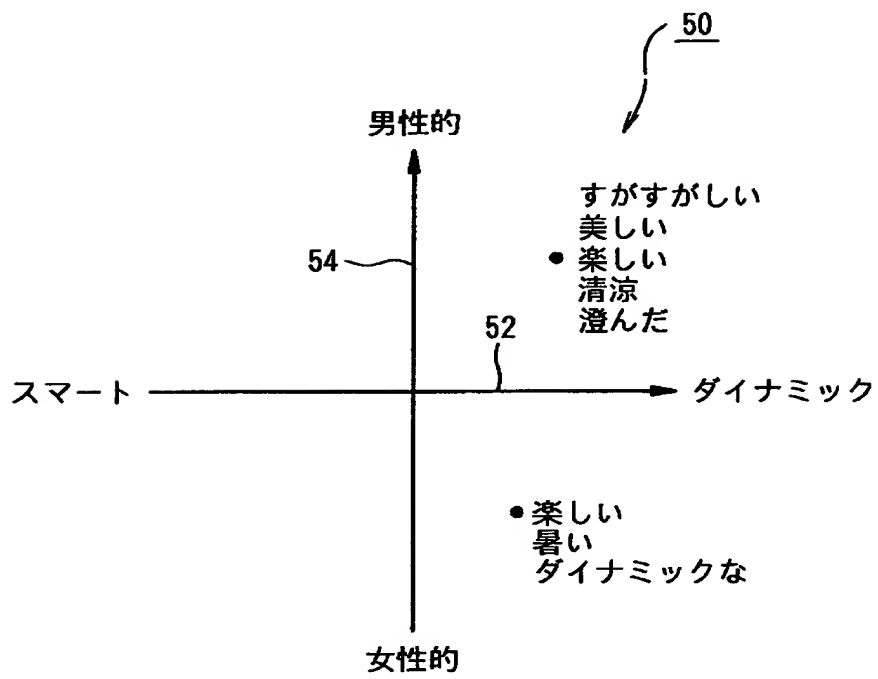 50
男性的
すがすがしい
美しい
54
● 楽しい
清涼
澄んだ
52
スマート
ダイナミック
● 楽しい
暑い
ダイナミックな
女性的